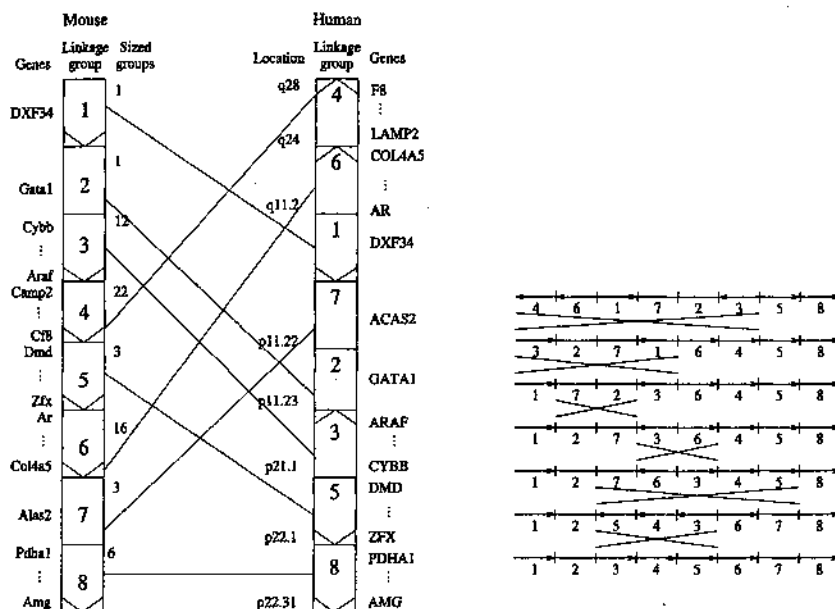 Mouse
Human
Genes
Linkage group
Sized groups
Location
Linkage group
Genes
1
q28
4
F8
DXF34
1
⋮
LAMP2
q24
COL4A5
1
6
⋮
Gata1
2
q11.2
AR
Cybb
12
1
DXF34
⋮
3
Araf
Camp2
22
7
⋮
4
ACAS2
Cf8
p11.22
Dmd
3
2
⋮
5
GATA1
Zfx
p11.23
Ar
16
ARAF
⋮
6
3
⋮
Col4a5
p21.1
CYBB
3
DMD
Alas2
7
5
⋮
p22.1
ZFX
Pdha1
6
PDHA1
⋮
8
8
⋮
Amg
p22.31
AMG
4 6 1 7 2 3 5 8
3 2 7 1 6 4 5 8
1 7 2 3 6 4 5 8
1 2 7 3 6 4 5 8
1 2 7 6 3 4 5 8
1 2 5 4 3 6 7 8
1 2 3 4 5 6 7 8